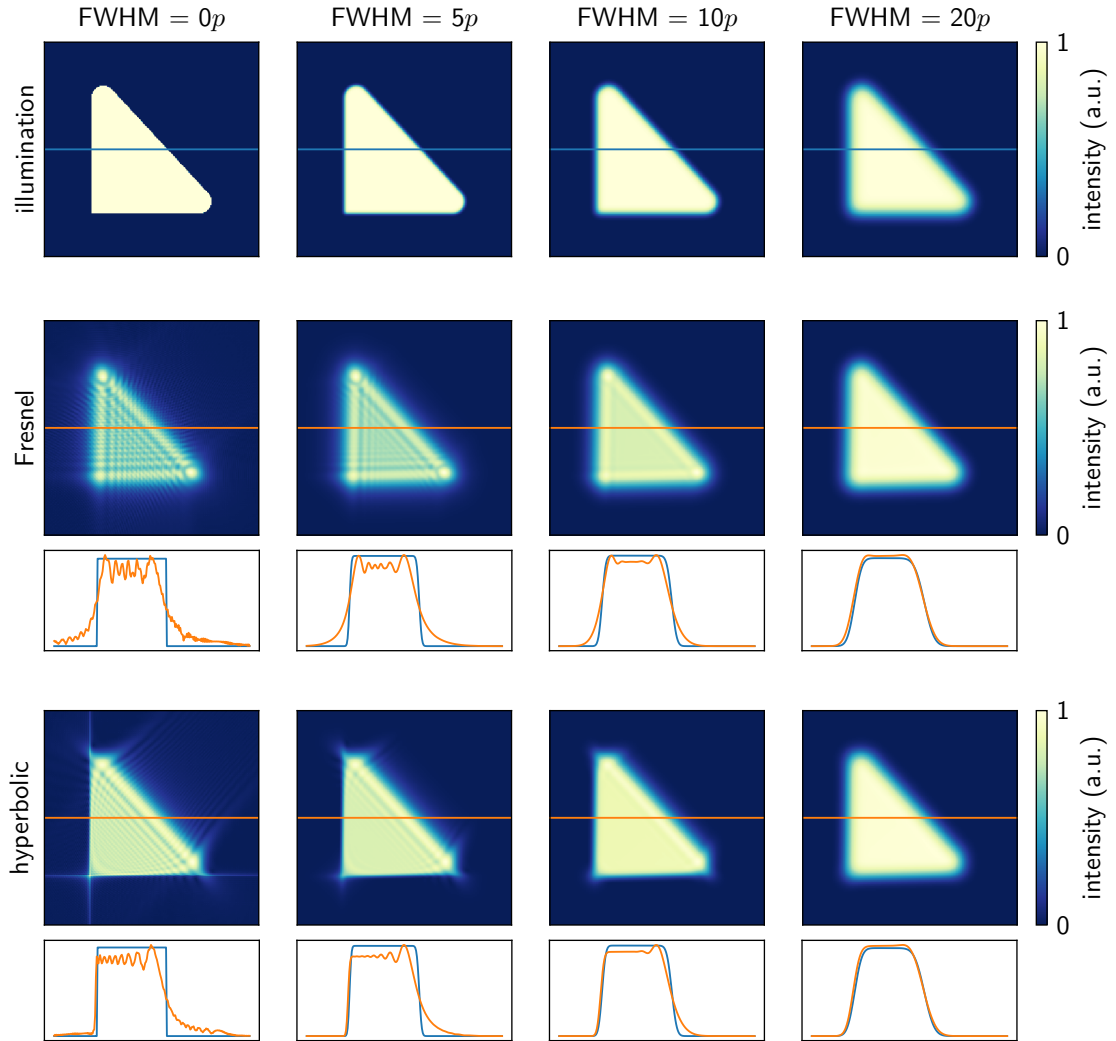 FWHM = 0p FWHM = 5p FWHM = 10p FWHM = 20p
illumination
1
0
intensity (a.u.)
Fresnel
1
0
intensity (a.u.)
hyperbolic
1
0
intensity (a.u.)